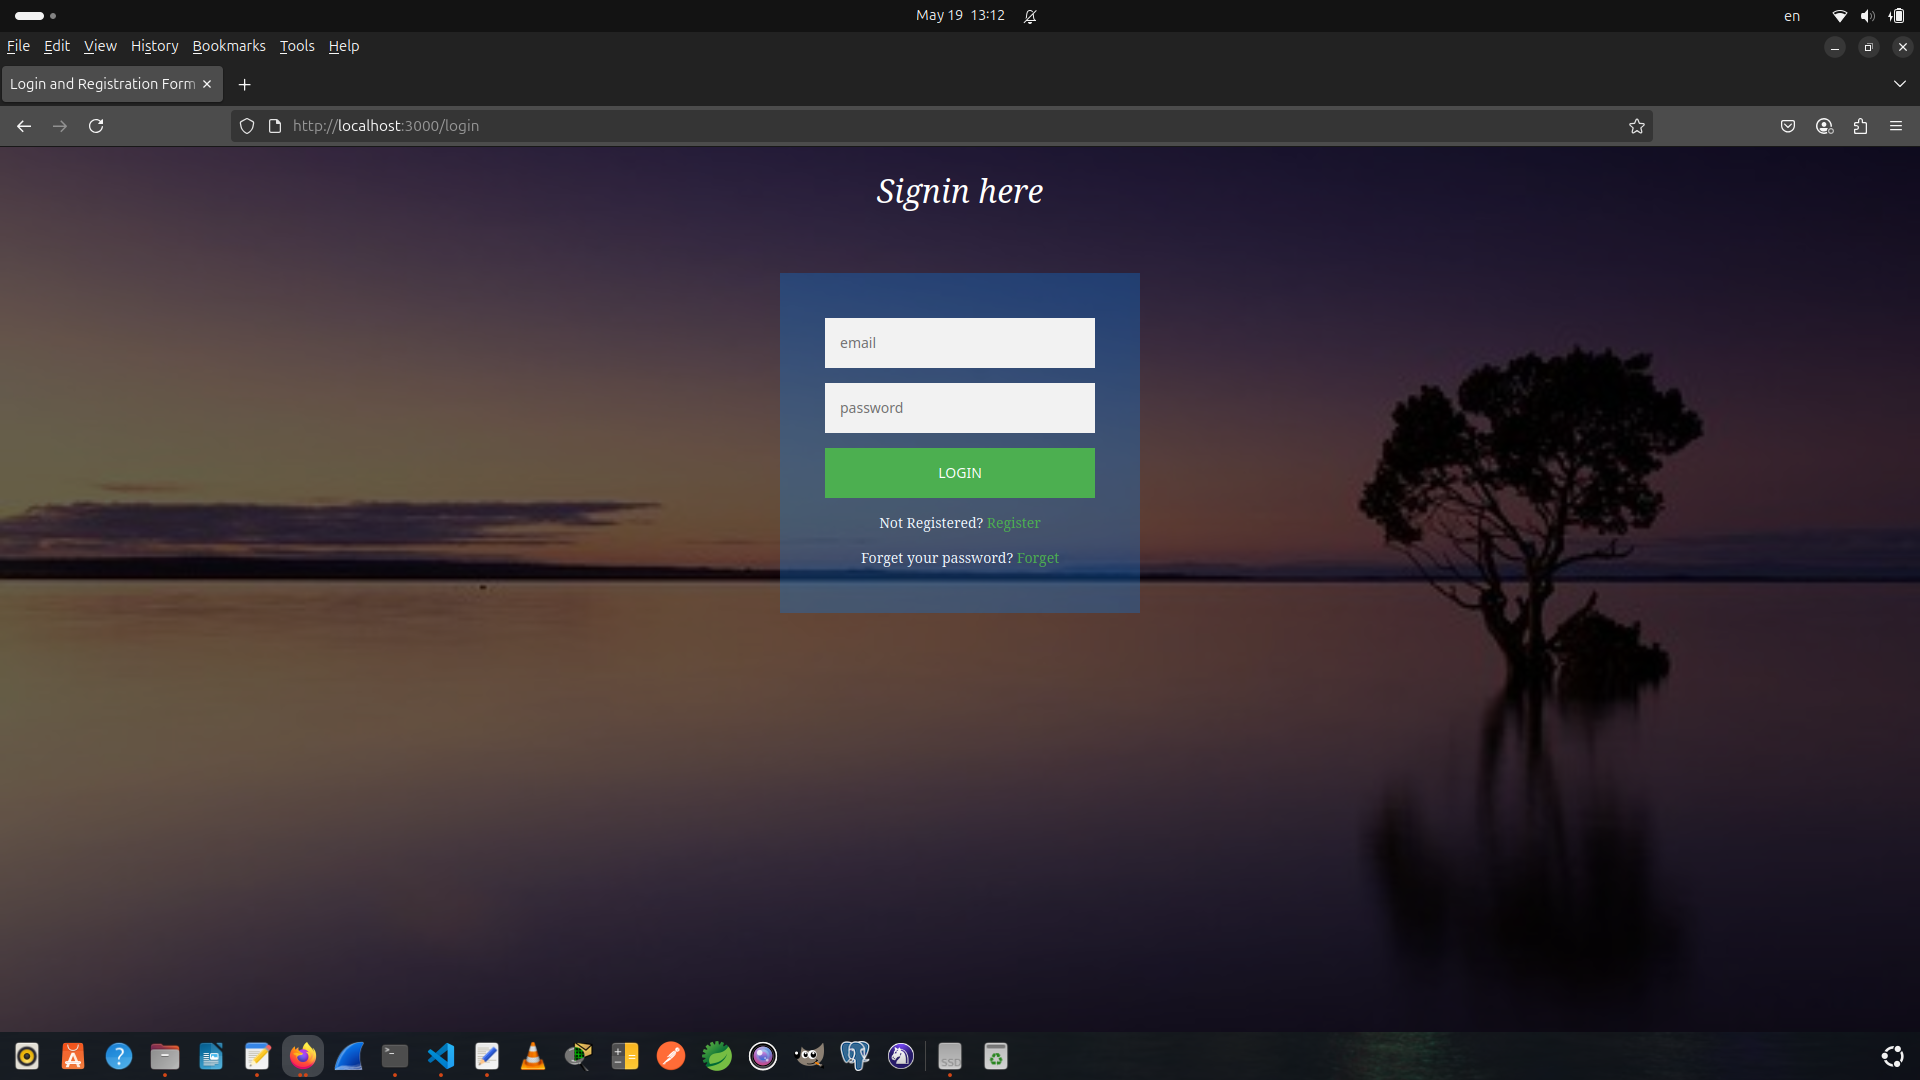 May 19 13:12
en
File Edit View History Bookmarks Tools Help
Login and Registration Form
http://localhost:3000/login
Signin here
email
password
LOGIN
Not Registered? Register
Forget your password? Forget
SSD